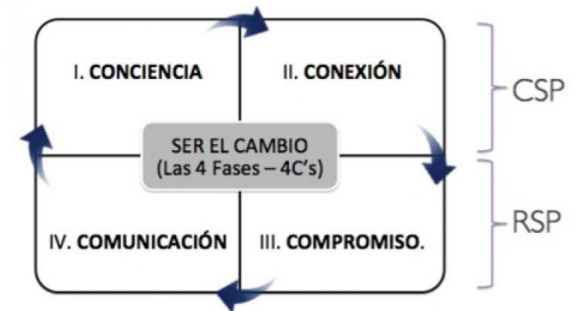 I. CONCIENCIA
II. CONEXIÓN
CSP
SER EL CAMBIO
(Las 4 Fases – 4C's)
IV. COMUNICACIÓN
III. COMPROMISO.
RSP